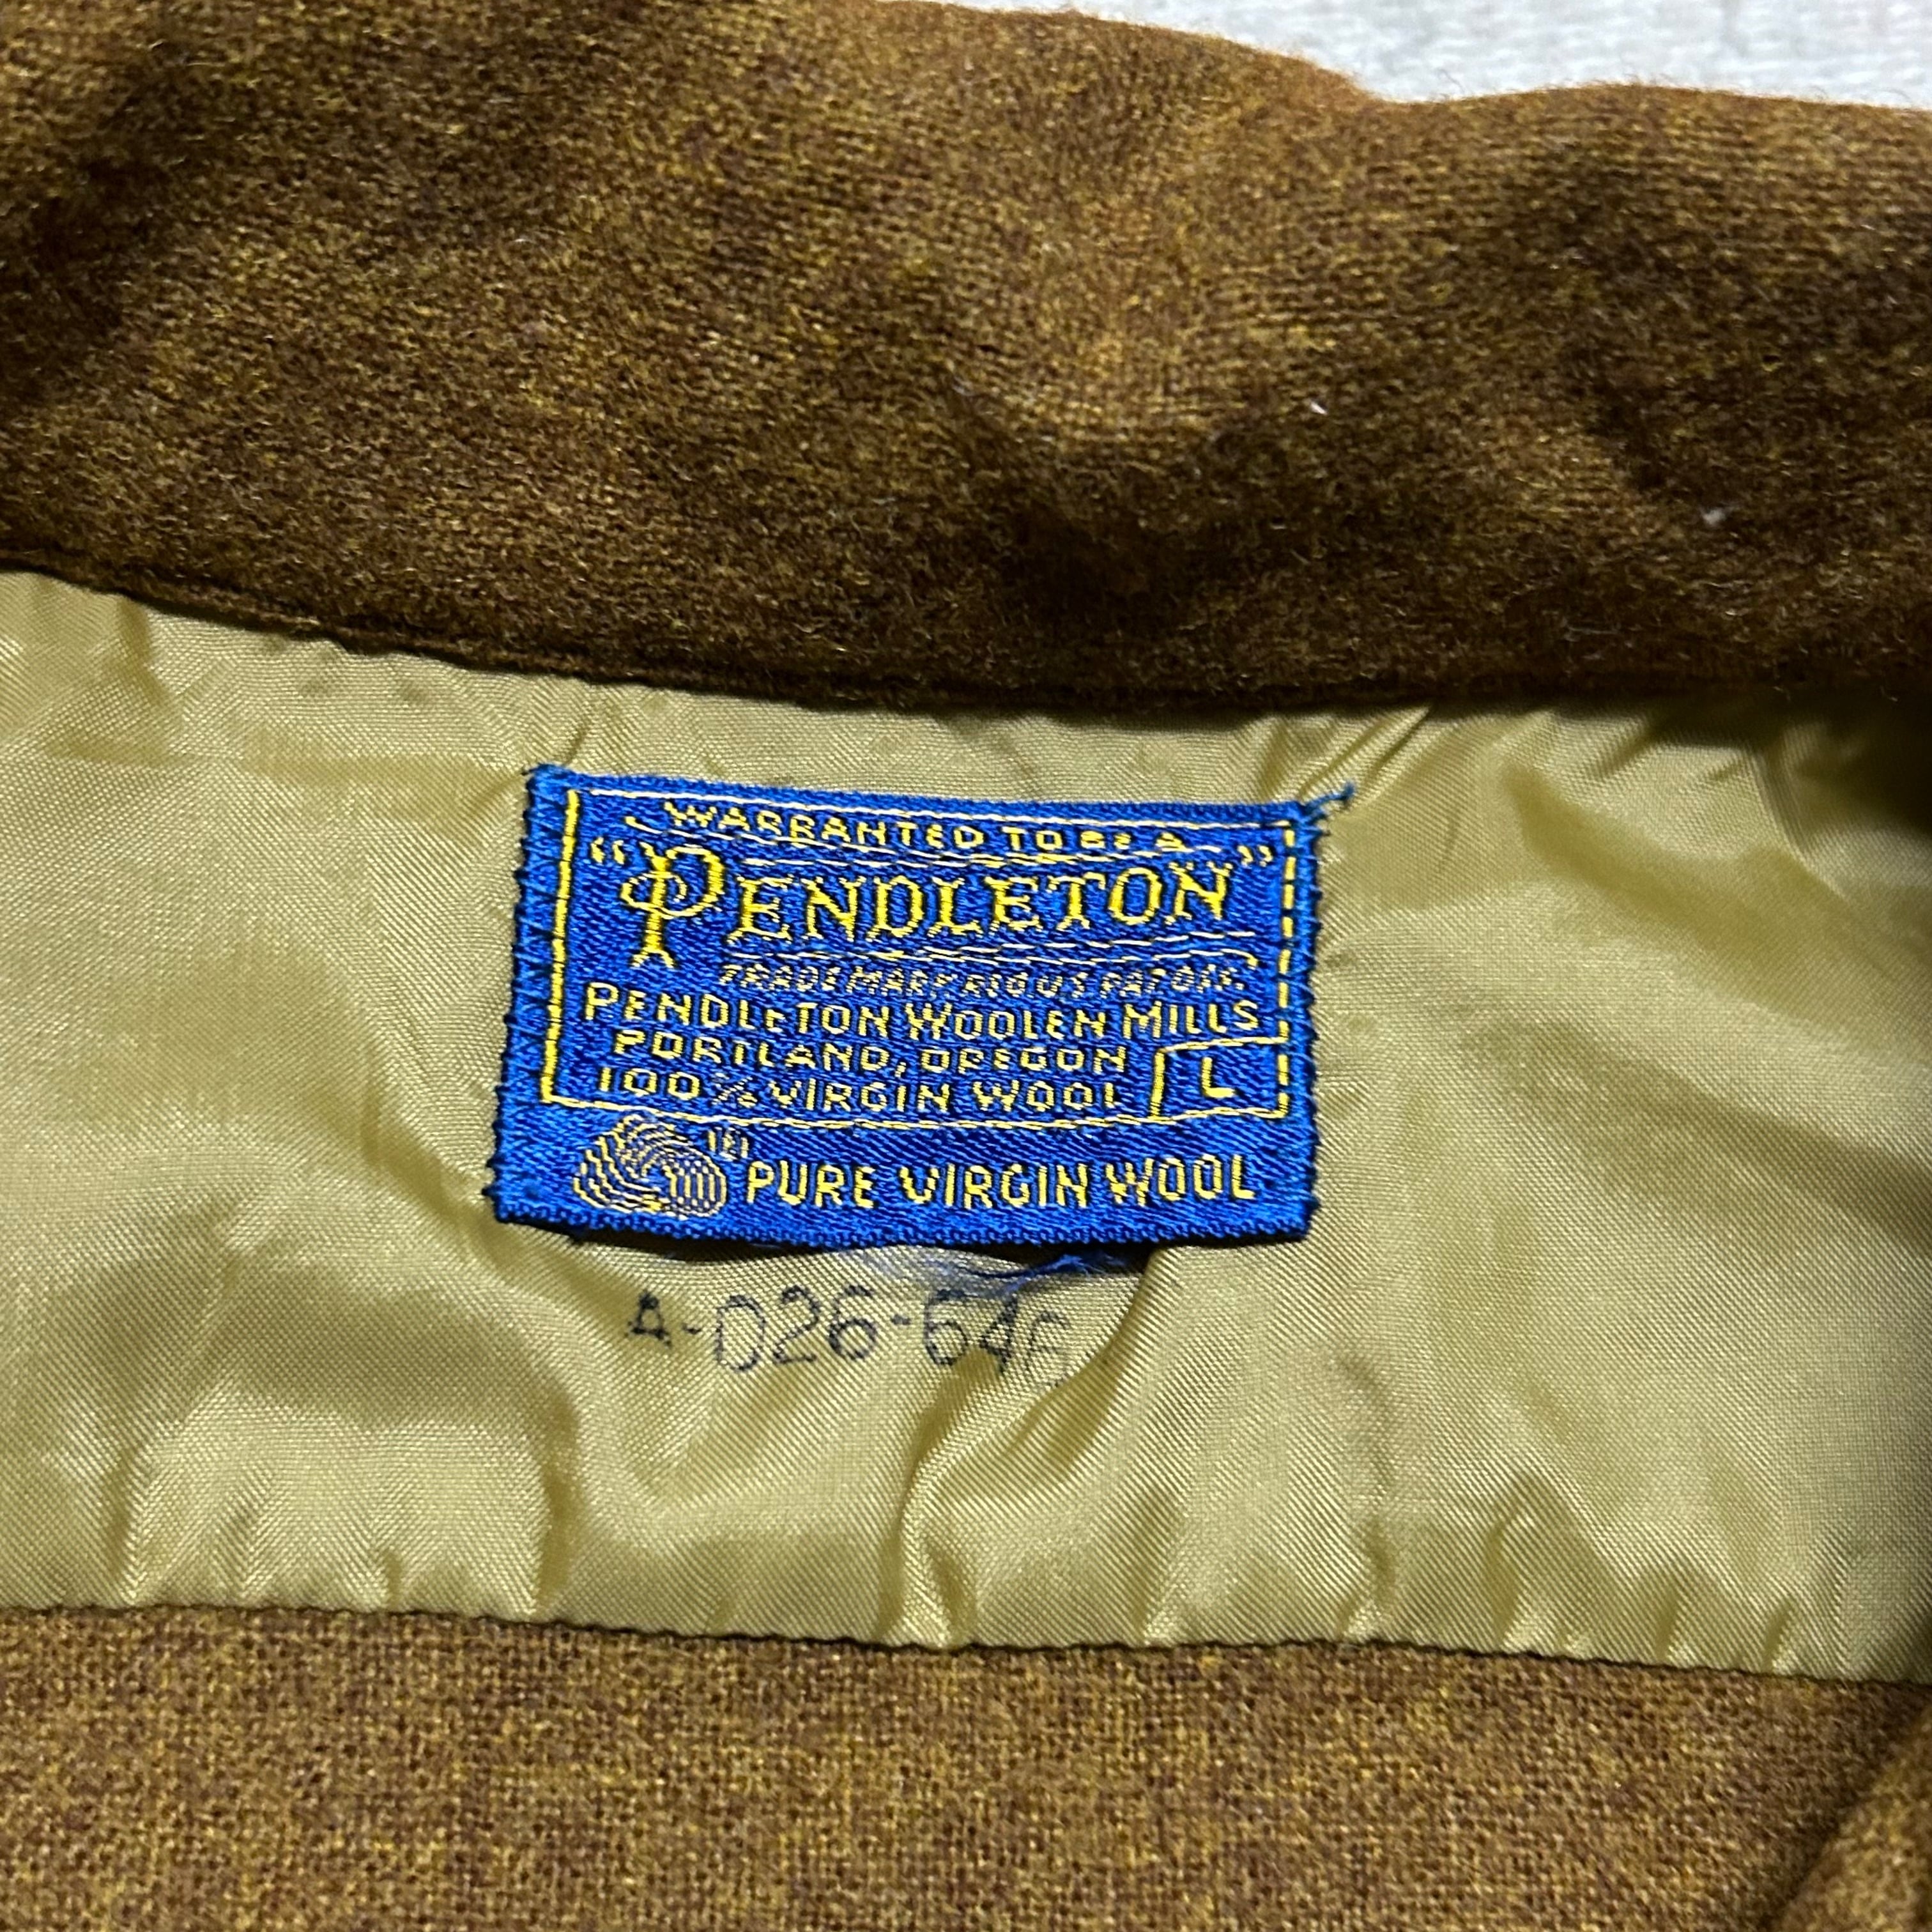 WARRANTED TO BE A
"PENDLETON"
TRADE MARK REG. U.S. PAT. OFF.
PENDLETON WOOLEN MILLS
PORTLAND, OREGON
100% VIRGIN WOOL
L
PURE VIRGIN WOOL